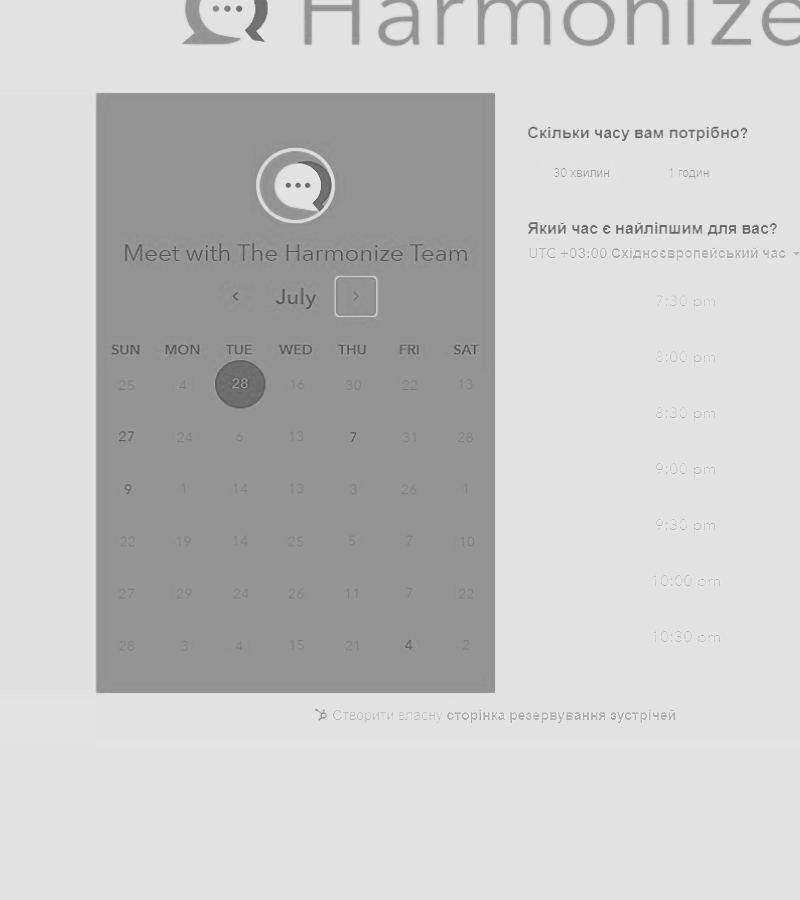 Harmonize
Meet with The Harmonize Team
July
SUN MON TUE WED THU FRI SAT
25 4 28 16 30 22 13
27 24 6 13 7 31 28
9 1 14 13 3 26 1
22 19 14 25 5 7 10
27 29 24 26 11 7 22
28 3 4 15 21 4 2
Скільки часу вам потрібно?
30 хвилин 1 годин
Який час є найліпшим для вас?
UTC +03:00 Східноєвропейський час
7:30 pm
8:00 pm
8:30 pm
9:00 pm
9:30 pm
10:00 pm
10:30 pm
Створити власну сторінка резервування зустрічей